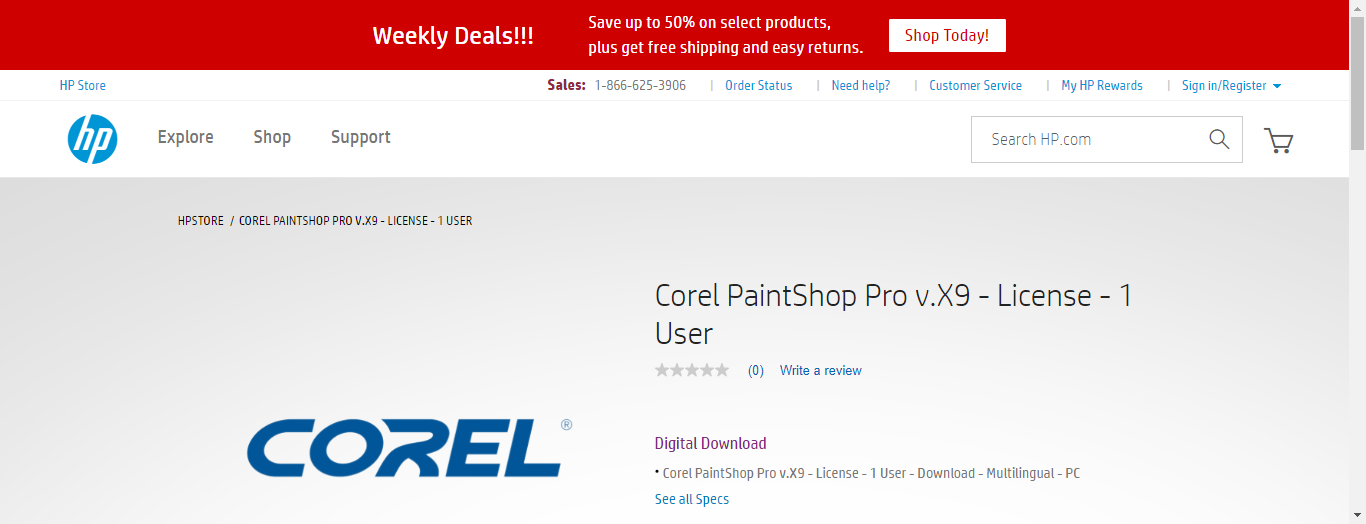 Weekly Deals!!!
Save up to 50% on select products,
plus get free shipping and easy returns.
Shop Today!
HP Store
Sales: 1-866-625-3906 | Order Status | Need help? | Customer Service | My HP Rewards | Sign in/Register
hp
Explore Shop Support
Search HP.com
HPSTORE / COREL PAINTSHOP PRO V.X9 - LICENSE - 1 USER
Corel PaintShop Pro v.X9 - License - 1
User
(0) Write a review
COREL®
Digital Download
• Corel PaintShop Pro v.X9 - License - 1 User - Download - Multilingual - PC
See all Specs